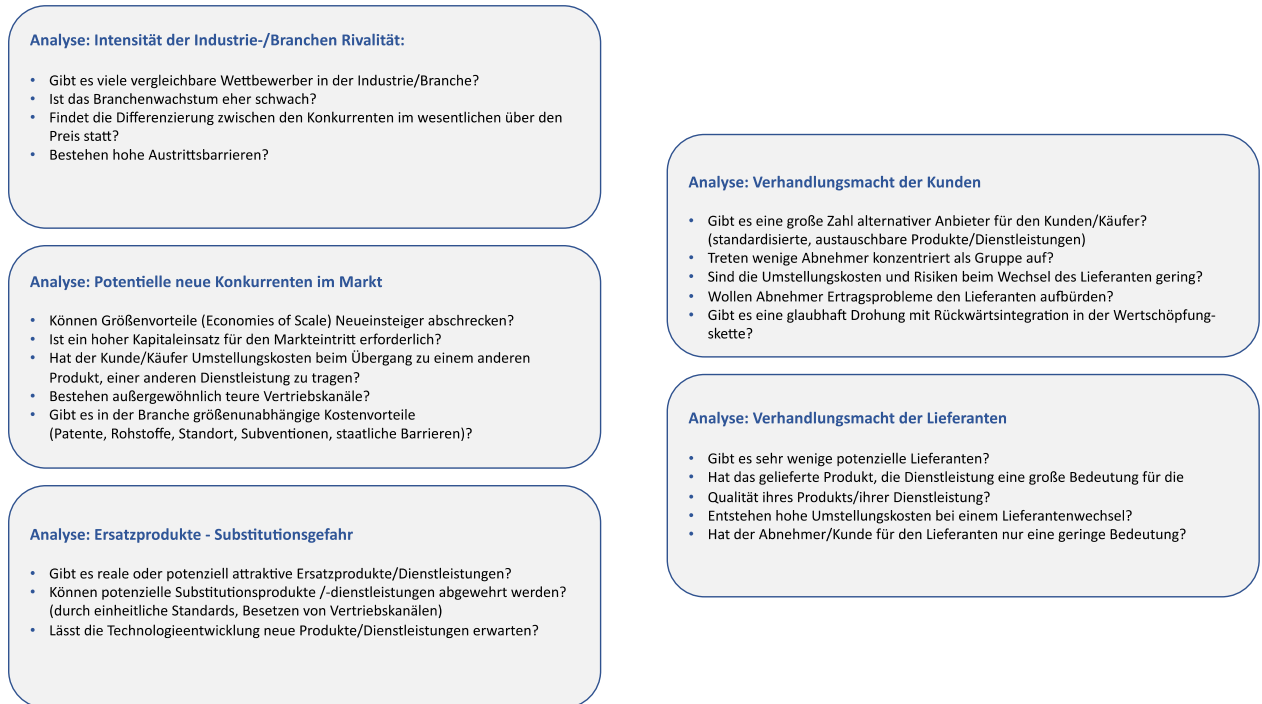 Analyse: Intensität der Industrie-/Branchen Rivalität:
• Gibt es viele vergleichbare Wettbewerber in der Industrie/Branche?
• Ist das Branchenwachstum eher schwach?
• Findet die Differenzierung zwischen den Konkurrenten im wesentlichen über den
Preis statt?
• Bestehen hohe Austrittsbarrieren?
Analyse: Potentielle neue Konkurrenten im Markt
• Können Größenvorteile (Economies of Scale) Neueinsteiger abschrecken?
• Ist ein hoher Kapitaleinsatz für den Markteintritt erforderlich?
• Hat der Kunde/Käufer Umstellungskosten beim Übergang zu einem anderen
Produkt, einer anderen Dienstleistung zu tragen?
• Bestehen außergewöhnlich teure Vertriebskanäle?
• Gibt es in der Branche größenunabhängige Kostenvorteile
(Patente, Rohstoffe, Standort, Subventionen, staatliche Barrieren)?
Analyse: Ersatzprodukte - Substitutionsgefahr
• Gibt es reale oder potenziell attraktive Ersatzprodukte/Dienstleistungen?
• Können potenzielle Substitutionsprodukte /-dienstleistungen abgewehrt werden?
(durch einheitliche Standards, Besetzen von Vertriebskanälen)
• Lässt die Technologieentwicklung neue Produkte/Dienstleistungen erwarten?
Analyse: Verhandlungsmacht der Kunden
• Gibt es eine große Zahl alternativer Anbieter für den Kunden/Käufer?
(standardisierte, austauschbare Produkte/Dienstleistungen)
• Treten wenige Abnehmer konzentriert als Gruppe auf?
• Sind die Umstellungskosten und Risiken beim Wechsel des Lieferanten gering?
• Wollen Abnehmer Ertragsprobleme den Lieferanten aufbürden?
• Gibt es eine glaubhaft Drohung mit Rückwärtsintegration in der Wertschöpfung-
skette?
Analyse: Verhandlungsmacht der Lieferanten
• Gibt es sehr wenige potenzielle Lieferanten?
• Hat das gelieferte Produkt, die Dienstleistung eine große Bedeutung für die
• Qualität ihres Produkts/ihrer Dienstleistung?
• Entstehen hohe Umstellungskosten bei einem Lieferantenwechsel?
• Hat der Abnehmer/Kunde für den Lieferanten nur eine geringe Bedeutung?